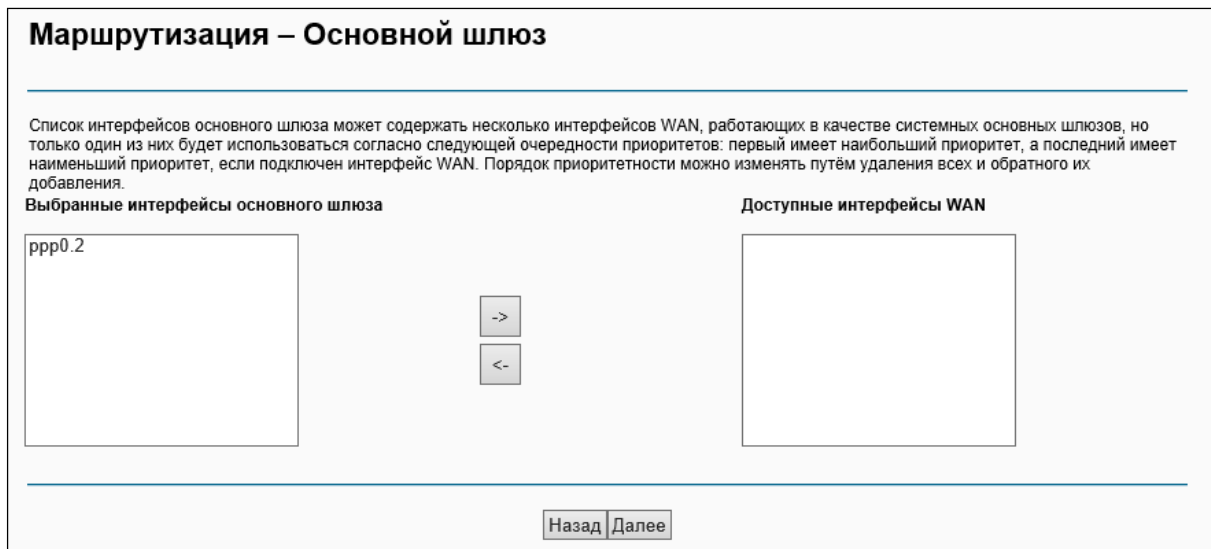 Маршрутизация – Основной шлюз
Список интерфейсов основного шлюза может содержать несколько интерфейсов WAN, работающих в качестве системных основных шлюзов, но
только один из них будет использоваться согласно следующей очередности приоритетов: первый имеет наибольший приоритет, а последний имеет
наименьший приоритет, если подключен интерфейс WAN. Порядок приоритетности можно изменять путём удаления всех и обратного их
добавления.
Выбранные интерфейсы основного шлюза
Доступные интерфейсы WAN
ppp0.2
->
<-
Назад Далее